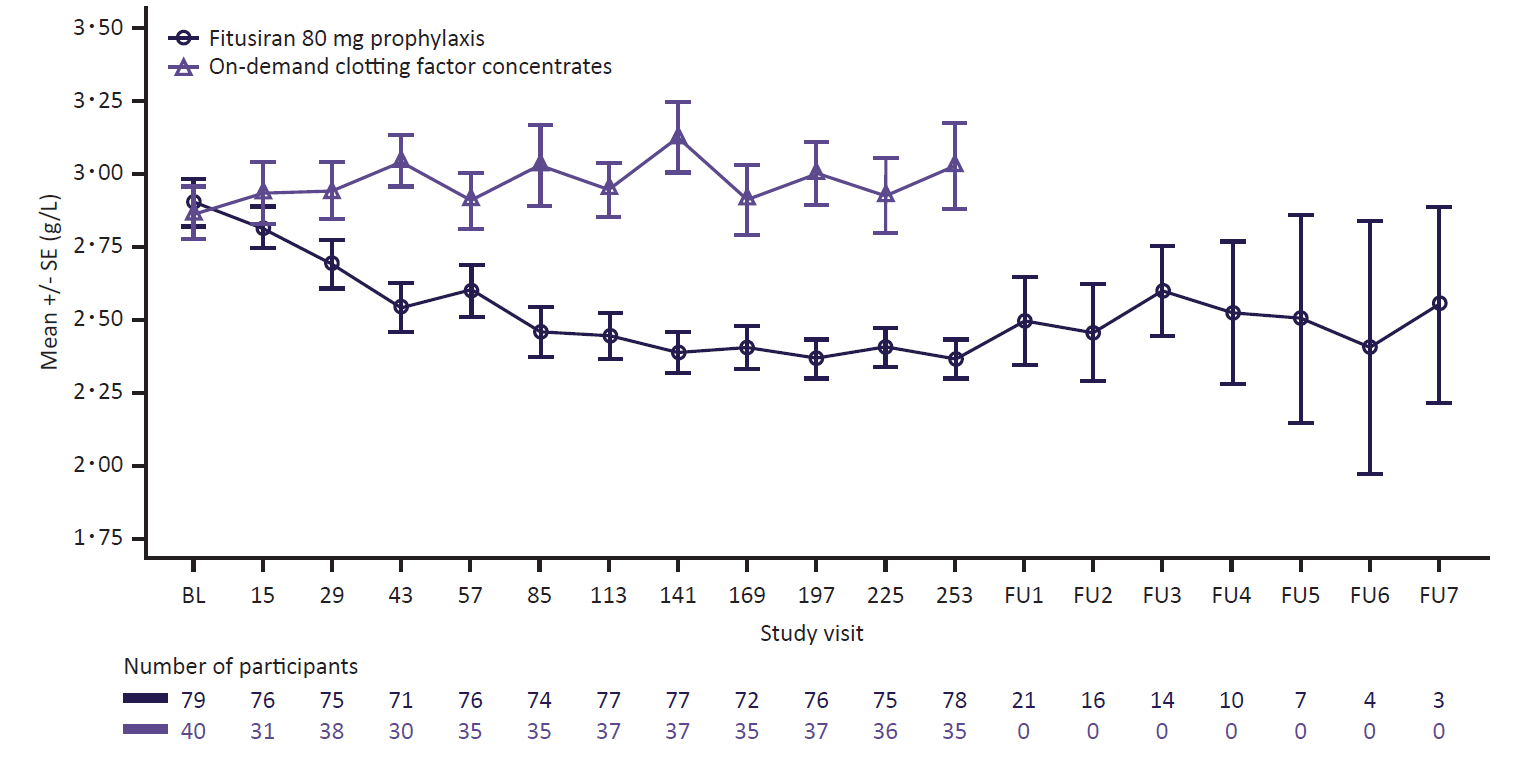 3·50
3·25
3·00
2·75
2·50
2·25
2·00
1·75
Mean +/- SE (g/L)
Fitusiran 80 mg prophylaxis
On-demand clotting factor concentrates
BL 15 29 43 57 85 113 141 169 197 225 253 FU1 FU2 FU3 FU4 FU5 FU6 FU7
Study visit
Number of participants
79 76 75 71 76 74 77 77 72 76 75 78 21 16 14 10 7 4 3
40 31 38 30 35 35 37 37 35 37 36 35 0 0 0 0 0 0 0